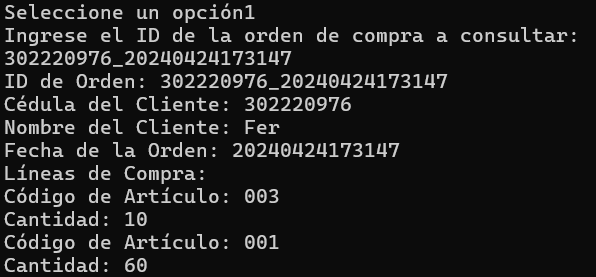 Seleccione un opción1
Ingrese el ID de la orden de compra a consultar:
302220976_20240424173147
ID de Orden: 302220976_20240424173147
Cédula del Cliente: 302220976
Nombre del Cliente: Fer
Fecha de la Orden: 20240424173147
Líneas de Compra:
Código de Artículo: 003
Cantidad: 10
Código de Artículo: 001
Cantidad: 60